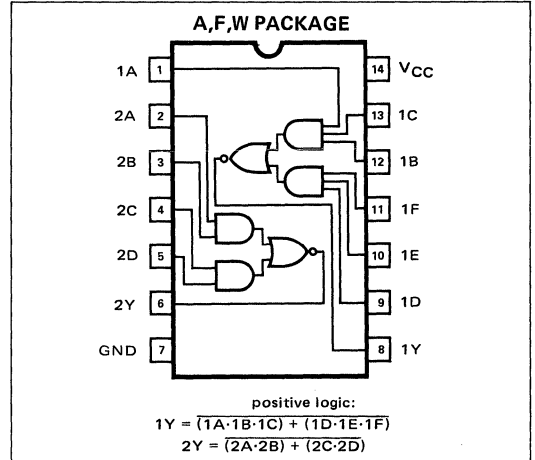 A,F,W PACKAGE
1A 1 14 VCC
2A 2 13 1C
2B 3 12 1B
2C 4 11 1F
2D 5 10 1E
2Y 6 9 1D
GND 7 8 1Y
positive logic:
1Y = (1A·1B·1C) + (1D·1E·1F)
2Y = (2A·2B) + (2C·2D)